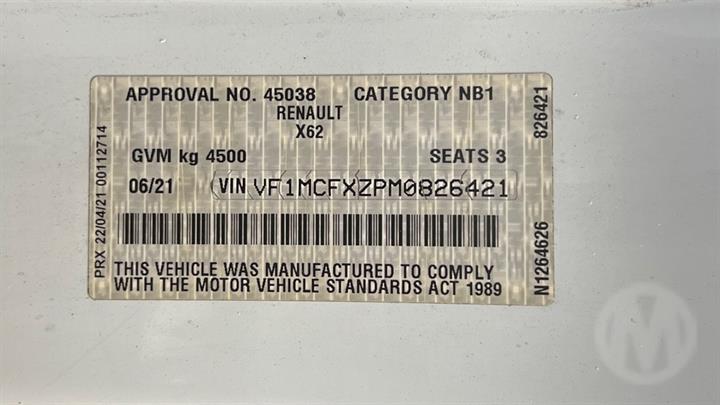 APPROVAL NO. 45038 CATEGORY NB1
RENAULT
X62
GVM kg 4500 SEATS 3
06/21 VIN VF1MCFXZPM0826421
THIS VEHICLE WAS MANUFACTURED TO COMPLY
WITH THE MOTOR VEHICLE STANDARDS ACT 1989
PRX 22/04/21 00112714
N1264626 826421
M